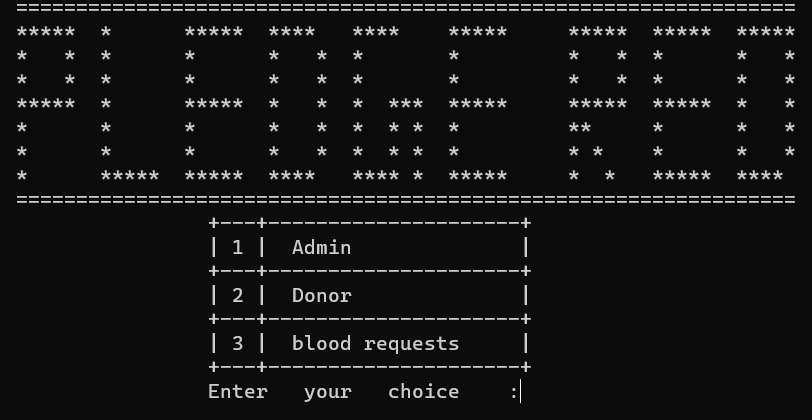 PLEDGE RED
1 Admin
2 Donor
3 blood requests
Enter your choice :